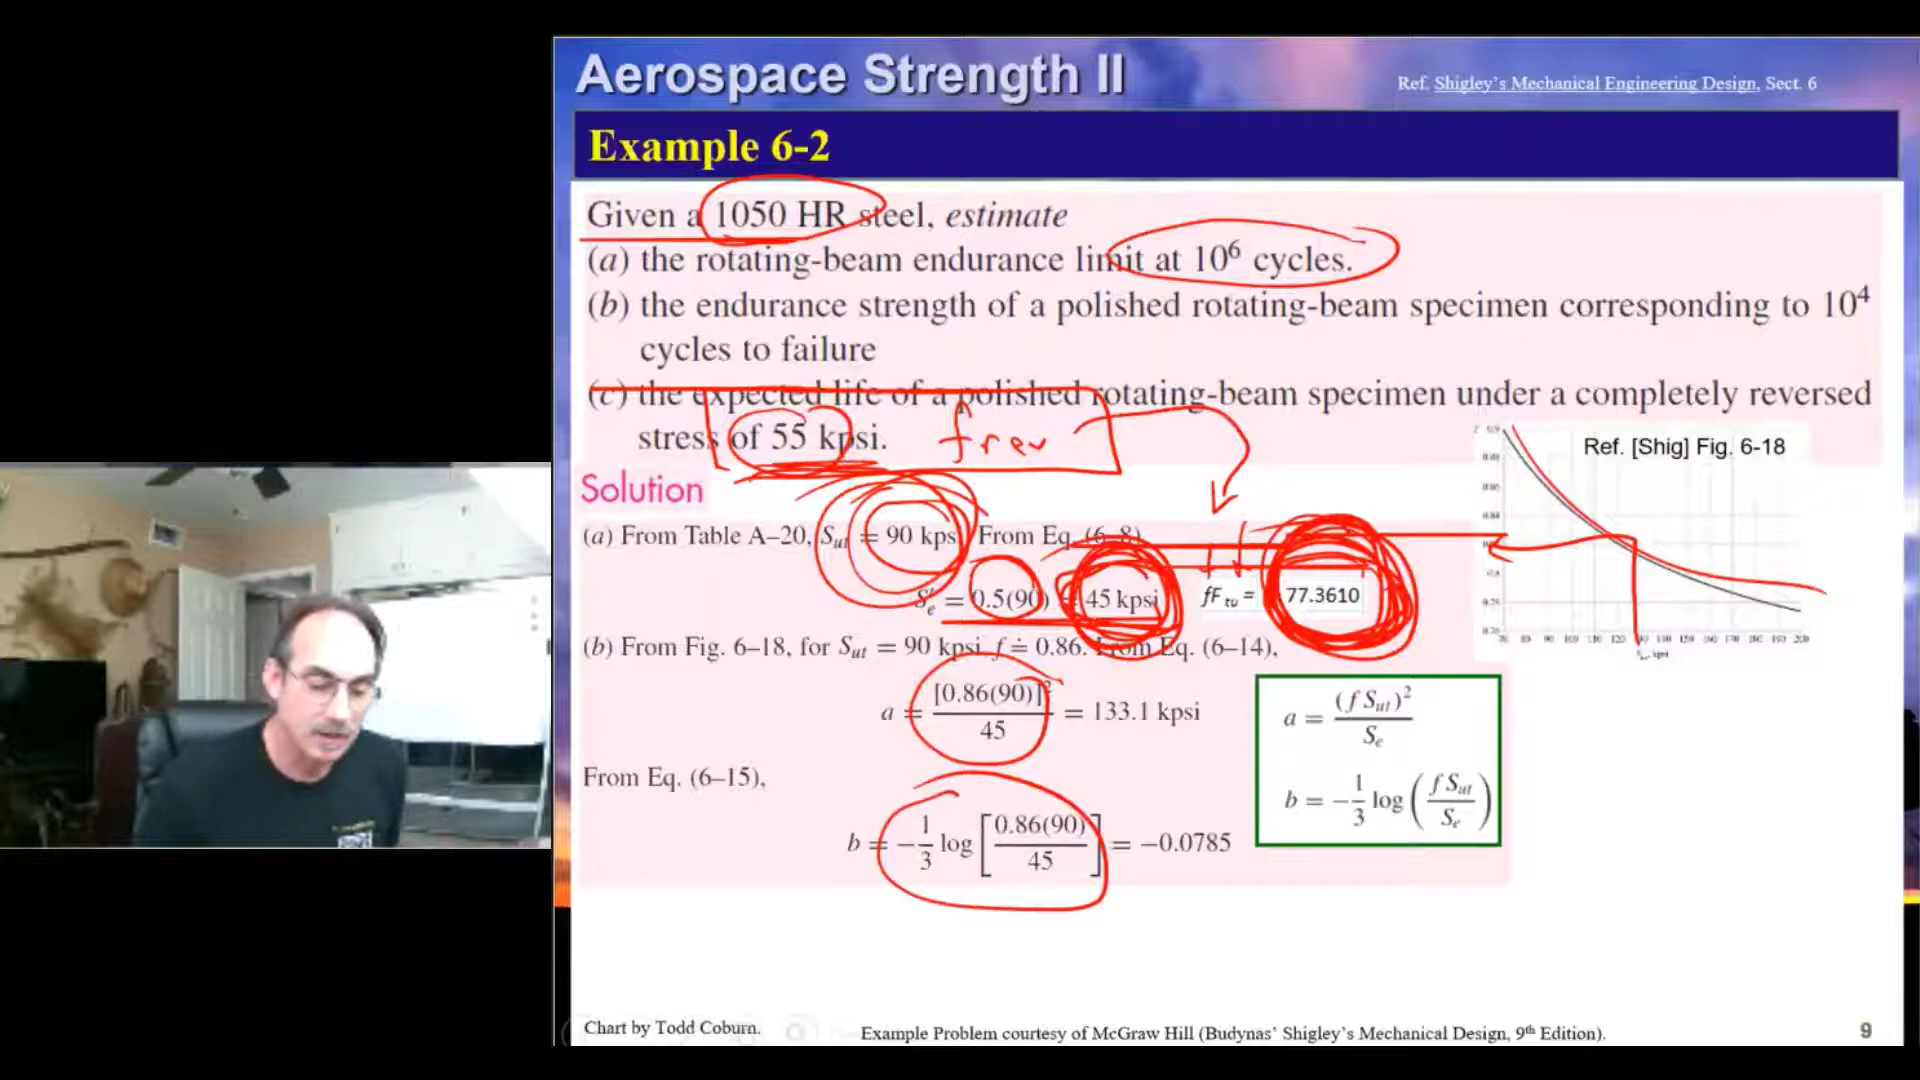 Aerospace Strength II
Ref. Shigley's Mechanical Engineering Design, Sect. 6
Example 6-2
Given a 1050 HR steel, estimate
(a) the rotating-beam endurance limit at 10⁶ cycles.
(b) the endurance strength of a polished rotating-beam specimen corresponding to 10⁴
cycles to failure
(c) the expected life of a polished rotating-beam specimen under a completely reversed
stress of 55 kpsi.
frev
Ref. [Shig] Fig. 6-18
Solution
(a) From Table A–20, Sut = 90 kpsi From Eq. (6–8)
S'e = 0.5(90) = 45 kpsi
fFtu = 77.3610
(b) From Fig. 6–18, for Sut = 90 kpsi, f ≐ 0.86. From Eq. (6–14),
a = [0.86(90)]² / 45 = 133.1 kpsi
a = (f Sut)² / Se
From Eq. (6–15),
b = −1/3 log [0.86(90) / 45] = −0.0785
b = −1/3 log (f Sut / Se)
Chart by Todd Coburn.
Example Problem courtesy of McGraw Hill (Budynas' Shigley's Mechanical Design, 9th Edition).
9